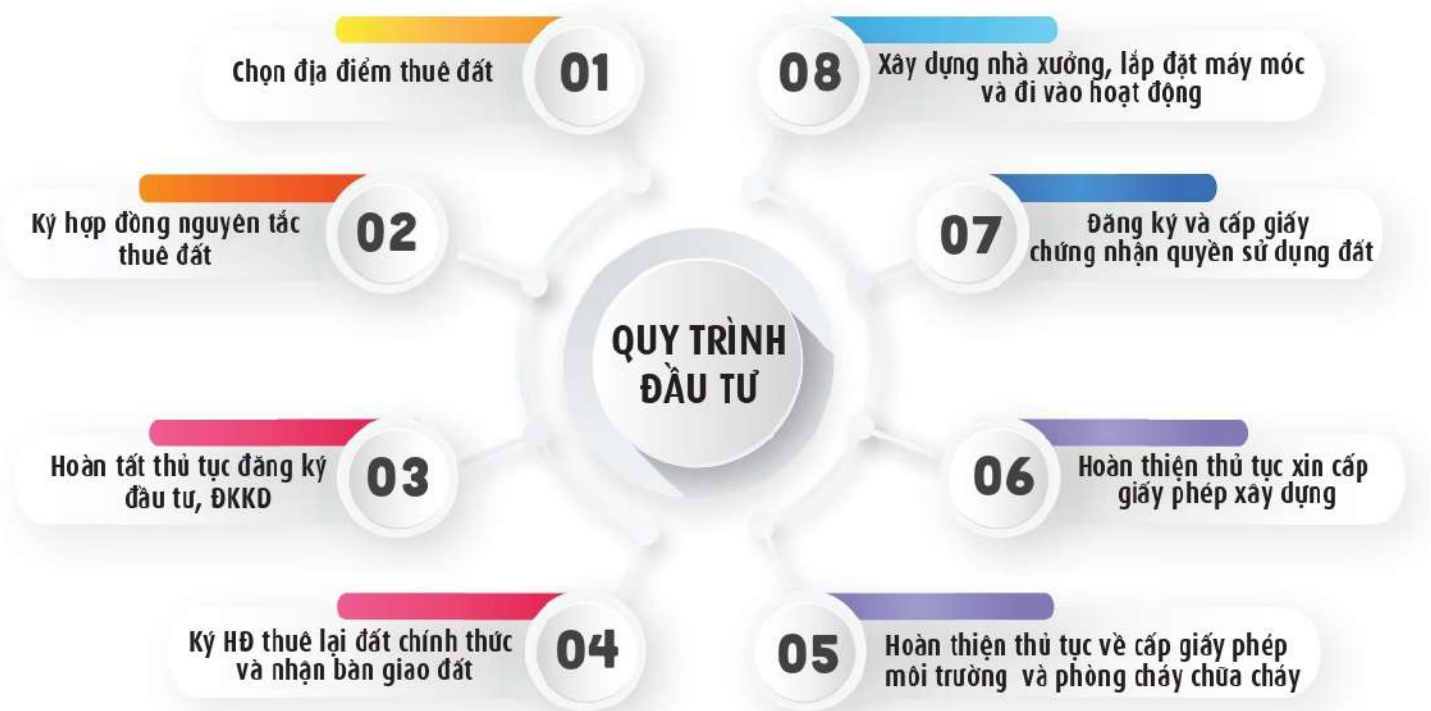 QUY TRÌNH
ĐẦU TƯ
01
Chọn địa điểm thuê đất
02
Ký hợp đồng nguyên tắc
thuê đất
03
Hoàn tất thủ tục đăng ký
đầu tư, ĐKKD
04
Ký HĐ thuê lại đất chính thức
và nhận bàn giao đất
05
Hoàn thiện thủ tục về cấp giấy phép
môi trường và phòng cháy chữa cháy
06
Hoàn thiện thủ tục xin cấp
giấy phép xây dựng
07
Đăng ký và cấp giấy
chứng nhận quyền sử dụng đất
08
Xây dựng nhà xưởng, lắp đặt máy móc
và đi vào hoạt động